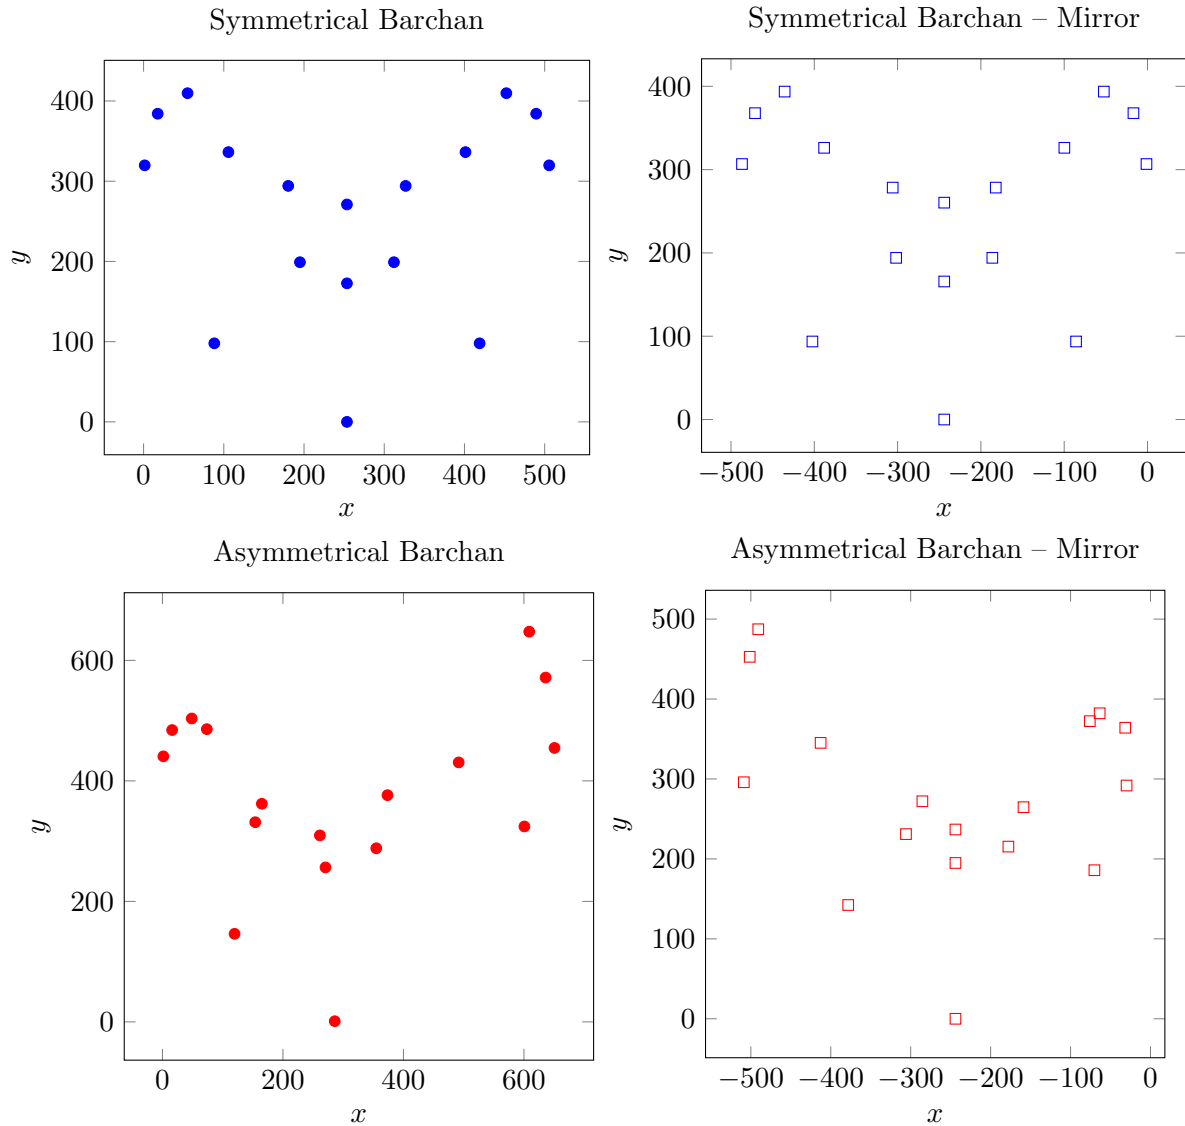 Symmetrical Barchan
400
300
200
100
0
y
0 100 200 300 400 500
x
Symmetrical Barchan – Mirror
400
300
200
100
0
y
−500 −400 −300 −200 −100 0
x
Asymmetrical Barchan
600
400
200
0
y
0 200 400 600
x
Asymmetrical Barchan – Mirror
500
400
300
200
100
0
y
−500 −400 −300 −200 −100 0
x